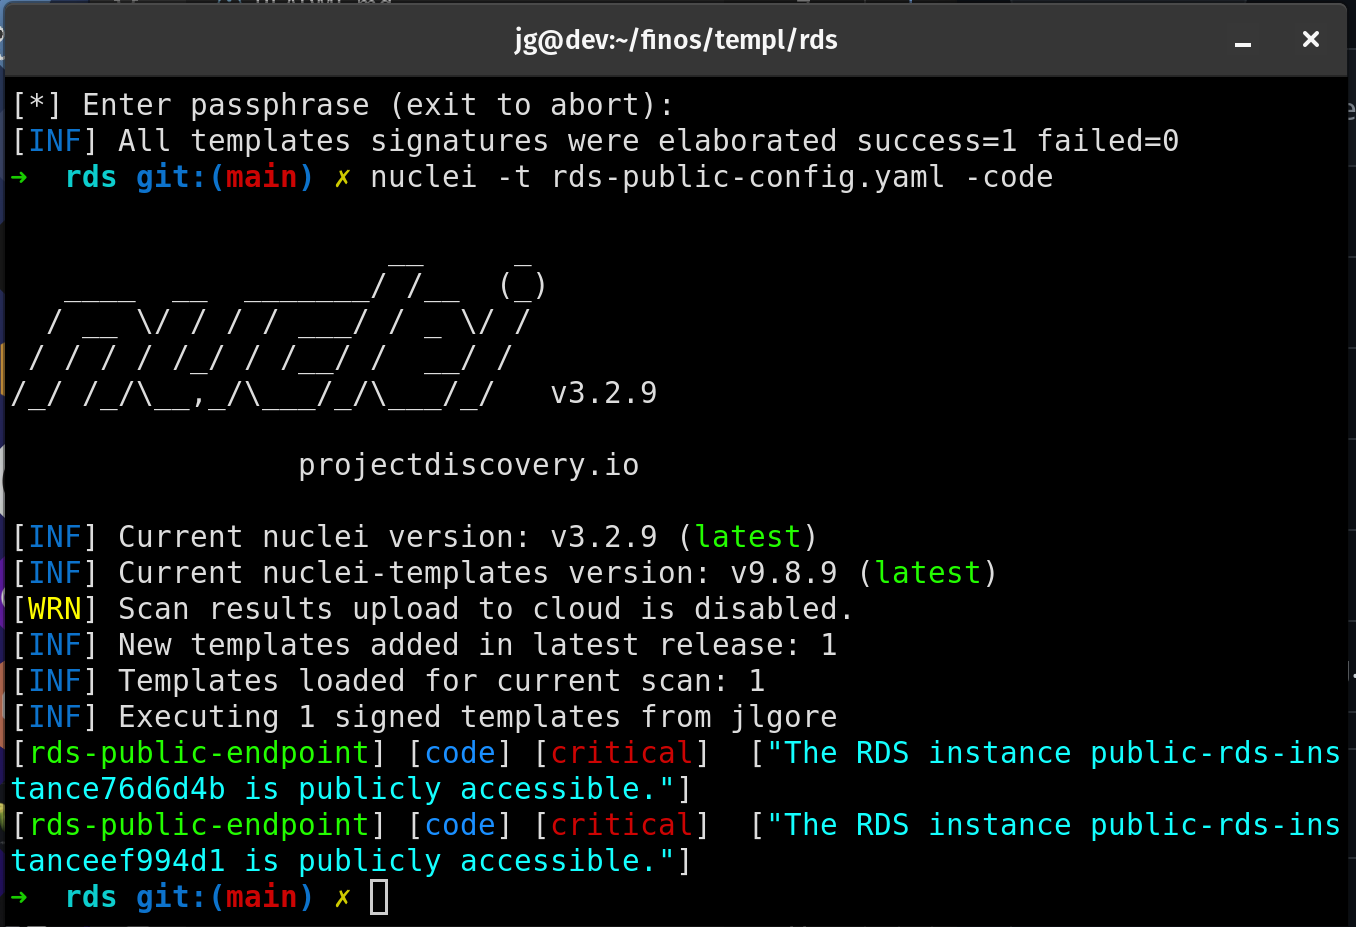 jg@dev:~/finos/templ/rds
[*] Enter passphrase (exit to abort):
[INF] All templates signatures were elaborated success=1 failed=0
➜  rds git:(main) ✗ nuclei -t rds-public-config.yaml -code
                     __     _
   ____  __  _______/ /__  (_)
  / __ \/ / / / ___/ / _ \/ /
 / / / / /_/ / /__/ /  __/ /
/_/ /_/\__,_/\___/_/\___/_/   v3.2.9
projectdiscovery.io
[INF] Current nuclei version: v3.2.9 (latest)
[INF] Current nuclei-templates version: v9.8.9 (latest)
[WRN] Scan results upload to cloud is disabled.
[INF] New templates added in latest release: 1
[INF] Templates loaded for current scan: 1
[INF] Executing 1 signed templates from jlgore
[rds-public-endpoint] [code] [critical]  ["The RDS instance public-rds-ins
tance76d6d4b is publicly accessible."]
[rds-public-endpoint] [code] [critical]  ["The RDS instance public-rds-ins
tanceef994d1 is publicly accessible."]
➜  rds git:(main) ✗